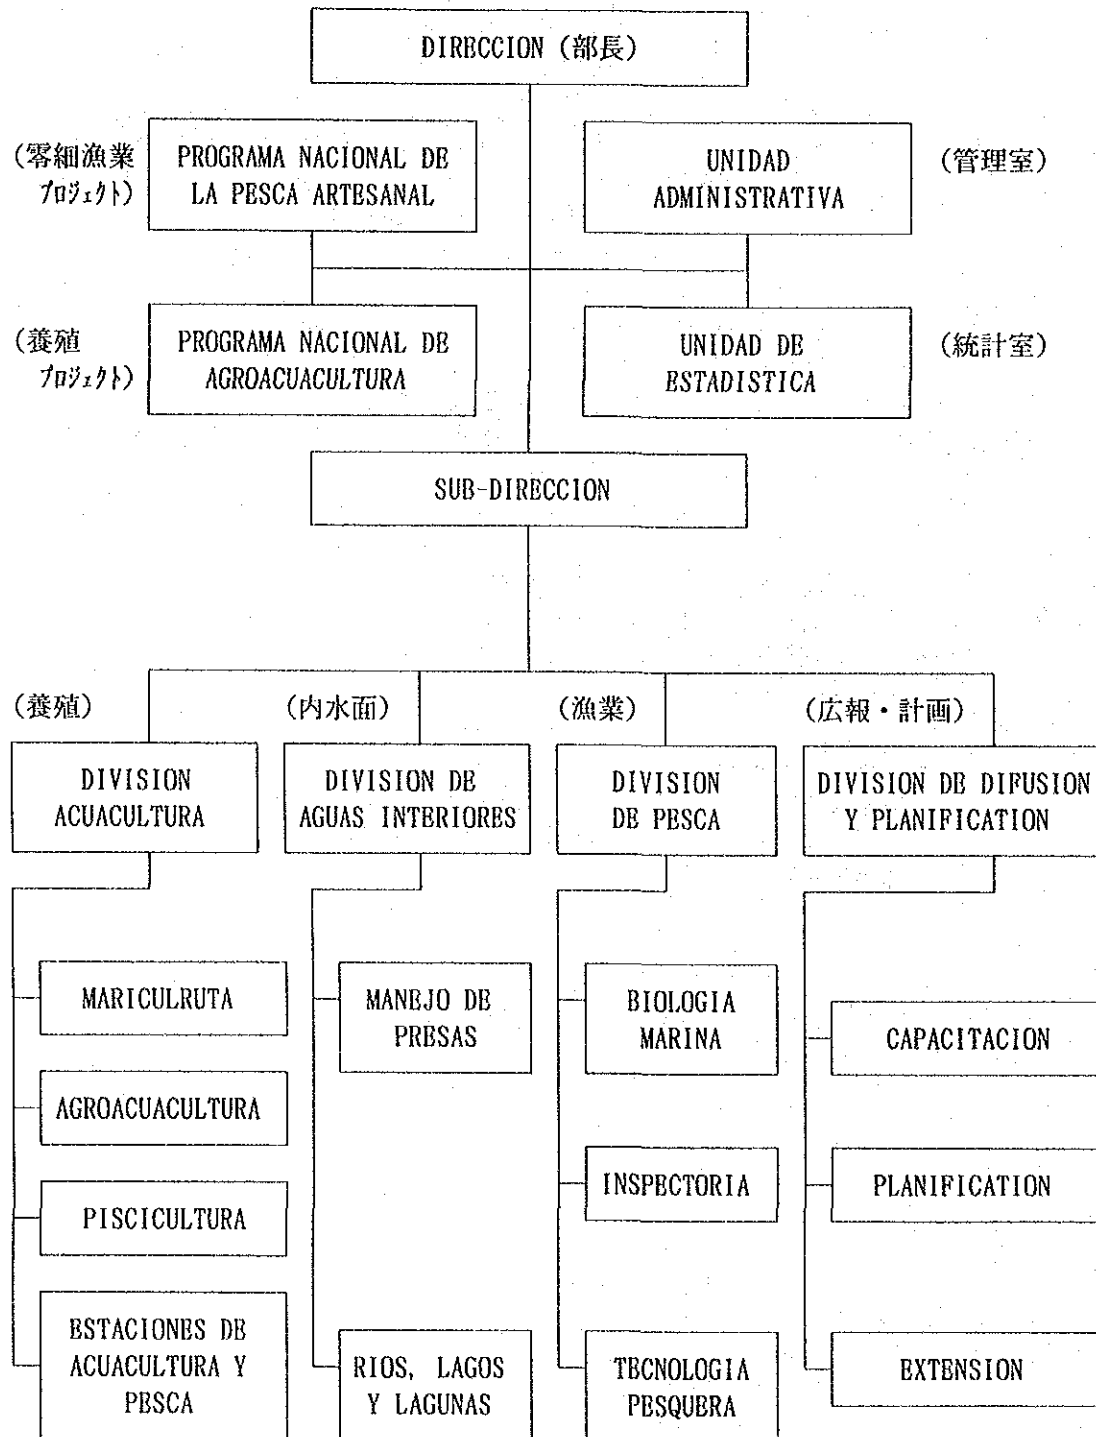 DIRECCION (部長)
(零細漁業
プロジェクト)
PROGRAMA NACIONAL DE
LA PESCA ARTESANAL
UNIDAD
ADMINISTRATIVA
(管理室)
(養殖
プロジェクト)
PROGRAMA NACIONAL DE
AGROACUACULTURA
UNIDAD DE
ESTADISTICA
(統計室)
SUB-DIRECCION
(養殖)
DIVISION
ACUACULTURA
(内水面)
DIVISION DE
AGUAS INTERIORES
(漁業)
DIVISION
DE PESCA
(広報・計画)
DIVISION DE DIFUSION
Y PLANIFICATION
MARICULRUTA
AGROACUACULTURA
PISCICULTURA
ESTACIONES DE
ACUACULTURA Y
PESCA
MANEJO DE
PRESAS
RIOS, LAGOS
Y LAGUNAS
BIOLOGIA
MARINA
INSPECTORIA
TECNOLOGIA
PESQUERA
CAPACITACION
PLANIFICATION
EXTENSION